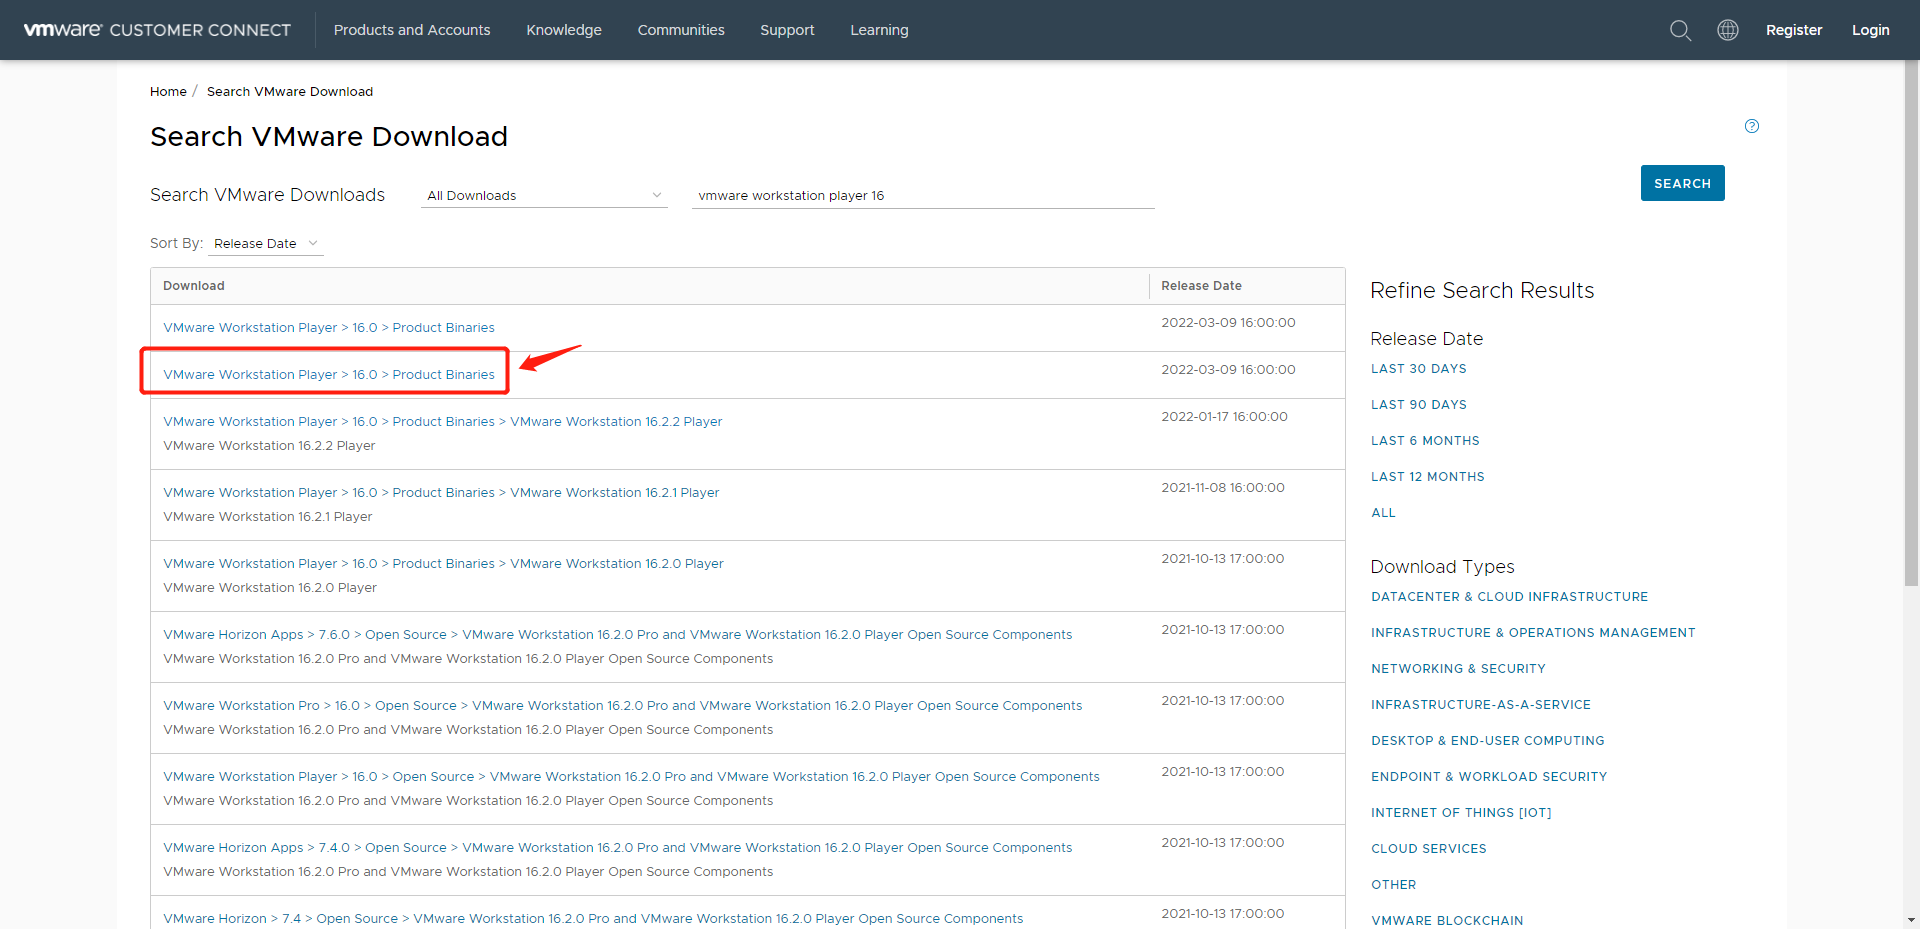 vmware® CUSTOMER CONNECT Products and Accounts Knowledge Communities Support Learning Register Login
Home / Search VMware Download
Search VMware Download
SEARCH
Search VMware Downloads All Downloads vmware workstation player 16
Sort By: Release Date
Download Release Date
VMware Workstation Player > 16.0 > Product Binaries 2022-03-09 16:00:00
VMware Workstation Player > 16.0 > Product Binaries 2022-03-09 16:00:00
VMware Workstation Player > 16.0 > Product Binaries > VMware Workstation 16.2.2 Player 2022-01-17 16:00:00
VMware Workstation 16.2.2 Player
VMware Workstation Player > 16.0 > Product Binaries > VMware Workstation 16.2.1 Player 2021-11-08 16:00:00
VMware Workstation 16.2.1 Player
VMware Workstation Player > 16.0 > Product Binaries > VMware Workstation 16.2.0 Player 2021-10-13 17:00:00
VMware Workstation 16.2.0 Player
VMware Horizon Apps > 7.6.0 > Open Source > VMware Workstation 16.2.0 Pro and VMware Workstation 16.2.0 Player Open Source Components 2021-10-13 17:00:00
VMware Workstation 16.2.0 Pro and VMware Workstation 16.2.0 Player Open Source Components
VMware Workstation Pro > 16.0 > Open Source > VMware Workstation 16.2.0 Pro and VMware Workstation 16.2.0 Player Open Source Components 2021-10-13 17:00:00
VMware Workstation 16.2.0 Pro and VMware Workstation 16.2.0 Player Open Source Components
VMware Workstation Player > 16.0 > Open Source > VMware Workstation 16.2.0 Pro and VMware Workstation 16.2.0 Player Open Source Components 2021-10-13 17:00:00
VMware Workstation 16.2.0 Pro and VMware Workstation 16.2.0 Player Open Source Components
VMware Horizon Apps > 7.4.0 > Open Source > VMware Workstation 16.2.0 Pro and VMware Workstation 16.2.0 Player Open Source Components 2021-10-13 17:00:00
VMware Workstation 16.2.0 Pro and VMware Workstation 16.2.0 Player Open Source Components
VMware Horizon > 7.4 > Open Source > VMware Workstation 16.2.0 Pro and VMware Workstation 16.2.0 Player Open Source Components 2021-10-13 17:00:00
Refine Search Results
Release Date
LAST 30 DAYS
LAST 90 DAYS
LAST 6 MONTHS
LAST 12 MONTHS
ALL
Download Types
DATACENTER & CLOUD INFRASTRUCTURE
INFRASTRUCTURE & OPERATIONS MANAGEMENT
NETWORKING & SECURITY
INFRASTRUCTURE-AS-A-SERVICE
DESKTOP & END-USER COMPUTING
ENDPOINT & WORKLOAD SECURITY
INTERNET OF THINGS [IOT]
CLOUD SERVICES
OTHER
VMWARE BLOCKCHAIN